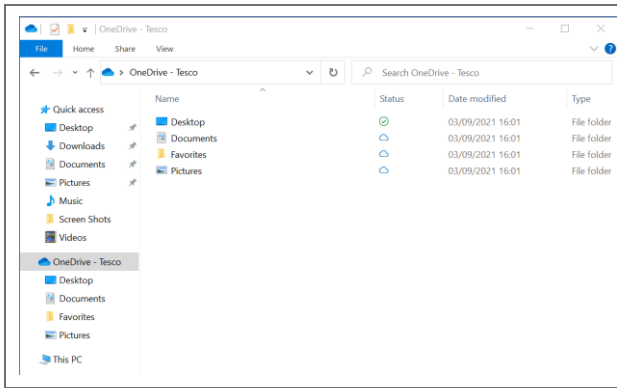 OneDrive - Tesco
File Home Share View
OneDrive - Tesco Search OneDrive - Tesco
Name Status Date modified Type
Quick access
Desktop
Downloads
Documents
Pictures
Music
Screen Shots
Videos
OneDrive - Tesco
Desktop
Documents
Favorites
Pictures
This PC
Desktop 03/09/2021 16:01 File folder
Documents 03/09/2021 16:01 File folder
Favorites 03/09/2021 16:01 File folder
Pictures 03/09/2021 16:01 File folder